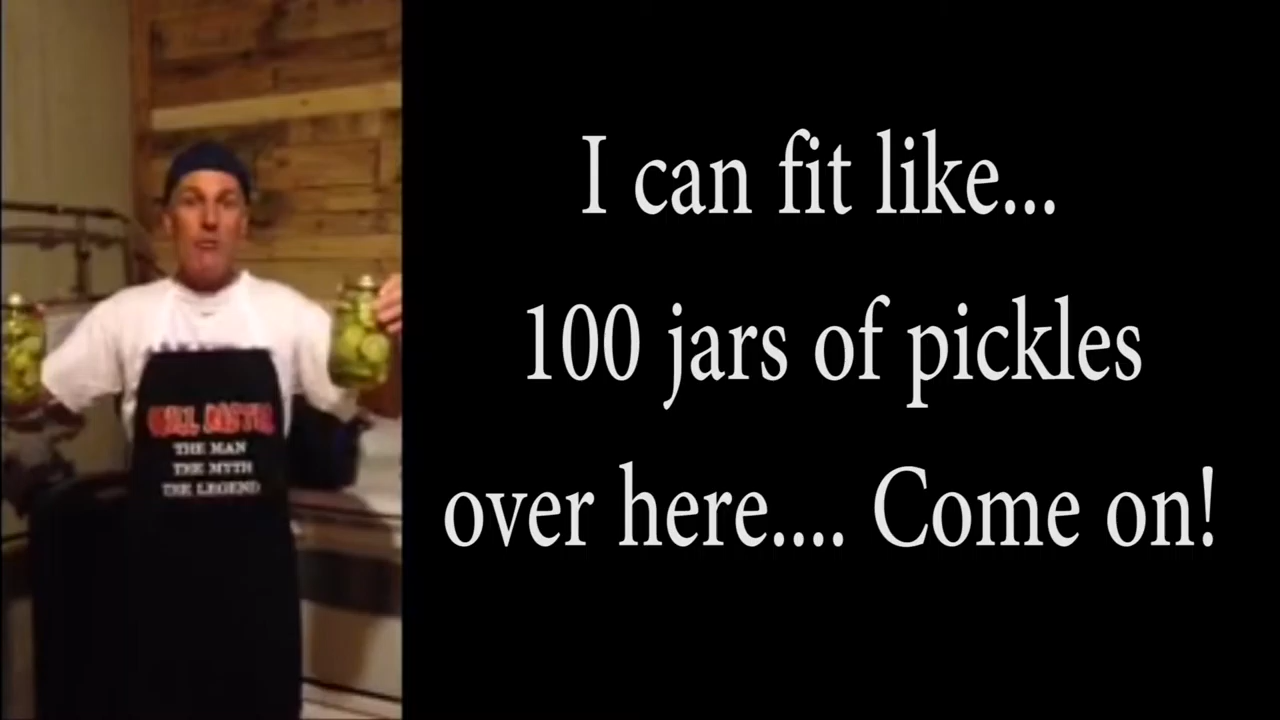 THE MAN
THE MYTH
THE LEGEND
I can fit like...
100 jars of pickles
over here.... Come on!